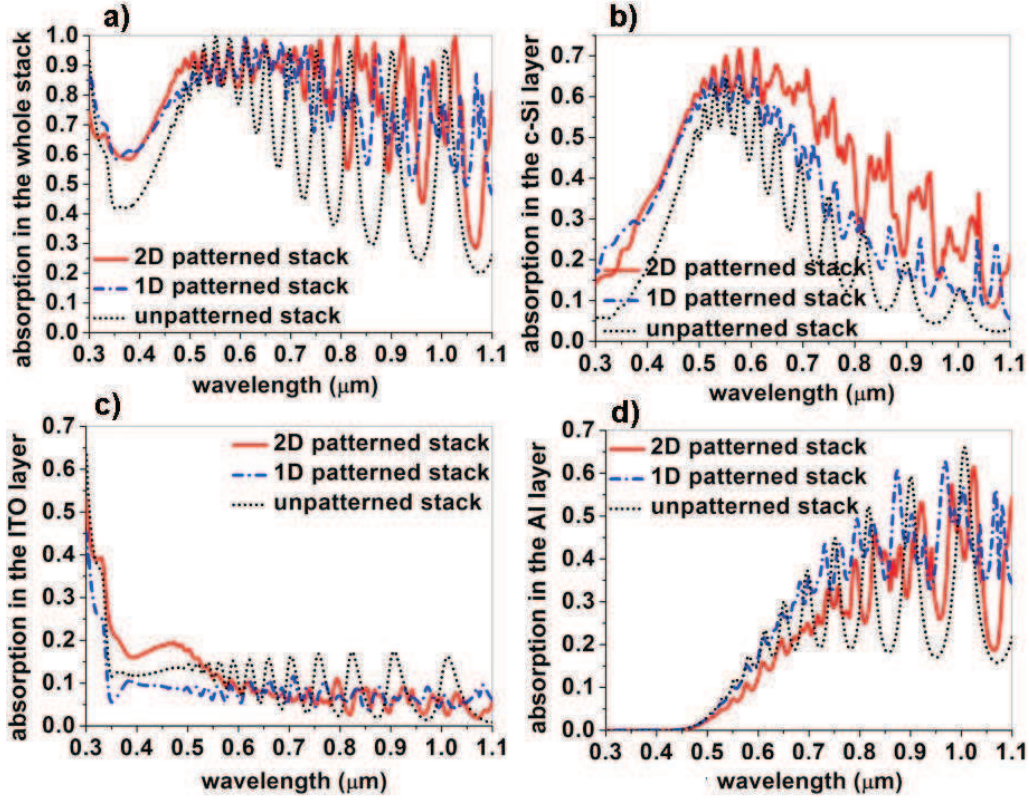 a)
absorption in the whole stack
1.0
0.9
0.8
0.7
0.6
0.5
0.4
0.3
0.2
0.1
0.0
2D patterned stack
1D patterned stack
unpatterned stack
0.3 0.4 0.5 0.6 0.7 0.8 0.9 1.0 1.1
wavelength (μm)
b)
absorption in the c-Si layer
0.7
0.6
0.5
0.4
0.3
0.2
0.1
0.0
2D patterned stack
1D patterned stack
unpatterned stack
0.3 0.4 0.5 0.6 0.7 0.8 0.9 1.0 1.1
wavelength (μm)
c)
absorption in the ITO layer
0.7
0.6
0.5
0.4
0.3
0.2
0.1
0.0
2D patterned stack
1D patterned stack
unpatterned stack
0.3 0.4 0.5 0.6 0.7 0.8 0.9 1.0 1.1
wavelength (μm)
d)
absorption in the Al layer
0.7
0.6
0.5
0.4
0.3
0.2
0.1
0.0
2D patterned stack
1D patterned stack
unpatterned stack
0.3 0.4 0.5 0.6 0.7 0.8 0.9 1.0 1.1
wavelength (μm)